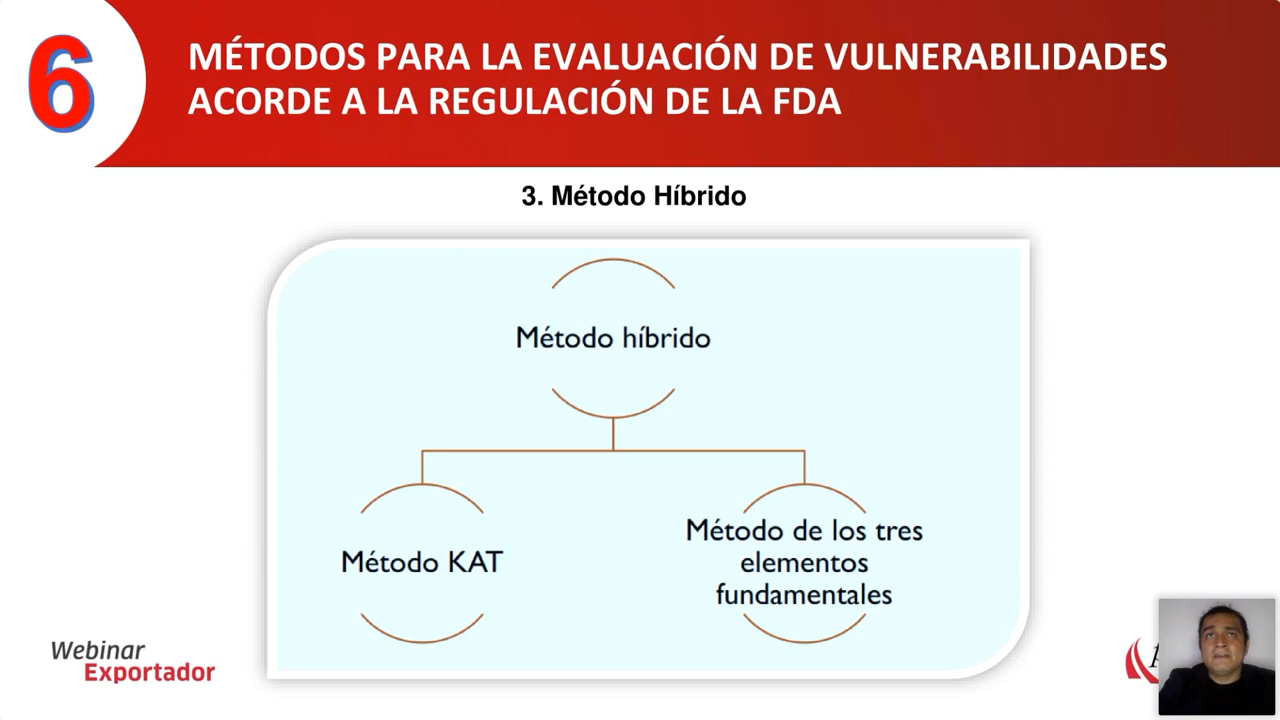 6
MÉTODOS PARA LA EVALUACIÓN DE VULNERABILIDADES
ACORDE A LA REGULACIÓN DE LA FDA
3. Método Híbrido
Método híbrido
Método KAT
Método de los tres
elementos
fundamentales
Webinar
Exportador